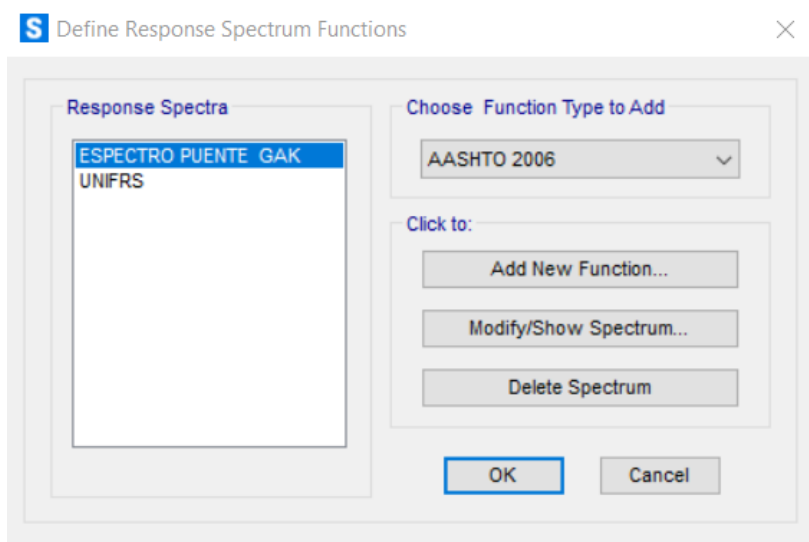 S Define Response Spectrum Functions
Response Spectra
ESPECTRO PUENTE GAK
UNIFRS
Choose Function Type to Add
AASHTO 2006
Click to:
Add New Function...
Modify/Show Spectrum...
Delete Spectrum
OK
Cancel